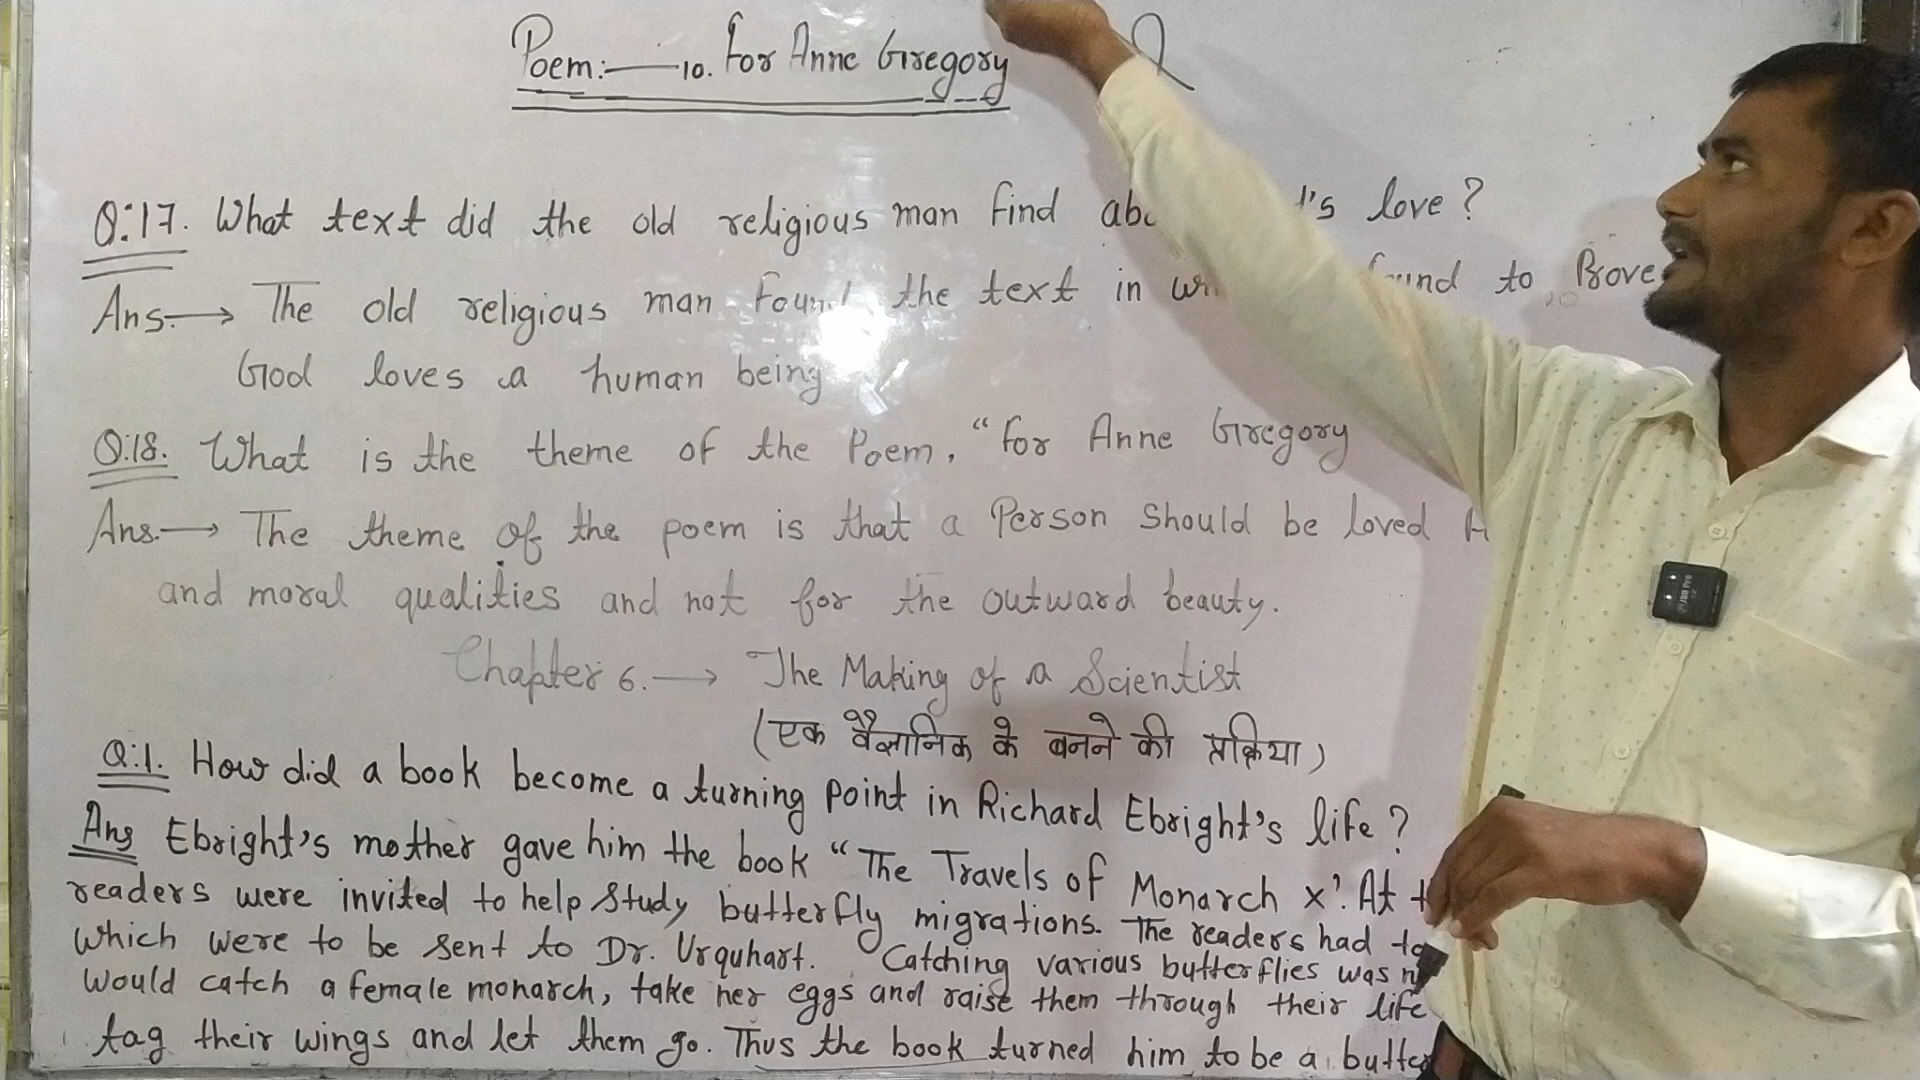 Poem:— 10. For Anne Gregory
Q:17. What text did the old religious man find 's love?
Ans.→ The old religious man found the text in to Prove
God loves a human being
Q:18. What is the theme of the Poem, "for Anne Gregory
Ans.→ The theme of the poem is that a Person should be loved
and moral qualities and not for the outward beauty.
Chapter 6.→ The Making of a Scientist
(एक वैज्ञानिक के बनने की प्रक्रिया)
Q:1. How did a book become a turning point in Richard Ebright's life?
Ans Ebright's mother gave him the book "The Travels of Monarch x'. At
readers were invited to help study butterfly migrations. The readers had
which were to be sent to Dr. Urquhart. Catching various butterflies was
would catch a female monarch, take her eggs and raise them through their life
tag their wings and let them go. Thus the book turned him to be a